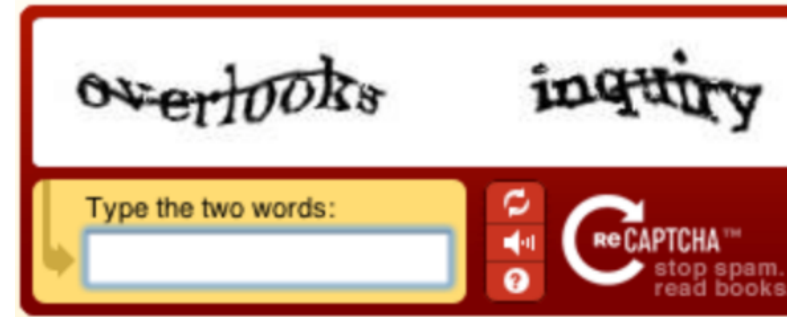 overlooks inquiry
Type the two words:
reCAPTCHA™
stop spam.
read books